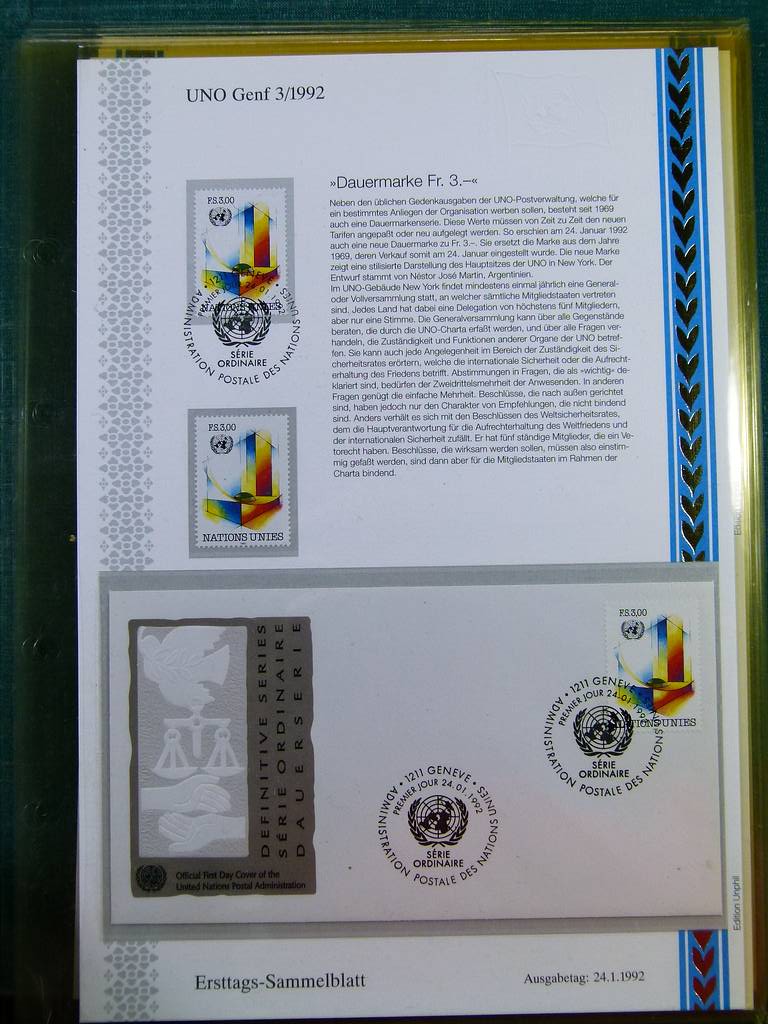 UNO Genf 3/1992
F.S. 3,00
NATIONS UNIES
ADMINISTRATION POSTALE DES NATIONS UNIES
1211 GENEVE
PREMIER JOUR 24.01.1992
SÉRIE
ORDINAIRE
F.S. 3,00
NATIONS UNIES
»Dauermarke Fr. 3.–«
Neben den üblichen Gedenkausgaben der UNO-Postverwaltung, welche für
ein bestimmtes Anliegen der Organisation werben sollen, besteht seit 1969
auch eine Dauermarkenserie. Diese Werte müssen von Zeit zu Zeit den neuen
Tarifen angepaßt oder neu aufgelegt werden. So erschien am 24. Januar 1992
auch eine neue Dauermarke zu Fr. 3.–. Sie ersetzt die Marke aus dem Jahre
1969, deren Verkauf somit am 24. Januar eingestellt wurde. Die neue Marke
zeigt eine stilisierte Darstellung des Hauptsitzes der UNO in New York. Der
Entwurf stammt von Néstor José Martin, Argentinien.
Im UNO-Gebäude New York findet mindestens einmal jährlich eine General-
oder Vollversammlung statt, an welcher sämtliche Mitgliedstaaten vertreten
sind. Jedes Land hat dabei eine Delegation von höchstens fünf Mitgliedern,
aber nur eine Stimme. Die Generalversammlung kann über alle Gegenstände
beraten, die durch die UNO-Charta erfaßt werden, und über alle Fragen ver-
handeln, die Zuständigkeit und Funktionen anderer Organe der UNO betref-
fen. Sie kann auch jede Angelegenheit im Bereich der Zuständigkeit des Si-
cherheitsrates erörtern, welche die internationale Sicherheit oder die Aufrecht-
erhaltung des Friedens betrifft. Abstimmungen in Fragen, die als »wichtig« de-
klariert sind, bedürfen der Zweidrittelsmehrheit der Anwesenden. In anderen
Fragen genügt die einfache Mehrheit. Beschlüsse, die nach außen gerichtet
sind, haben jedoch nur den Charakter von Empfehlungen, die nicht bindend
sind. Anders verhält es sich mit den Beschlüssen des Weltsicherheitsrates,
dem die Hauptverantwortung für die Aufrechterhaltung des Weltfriedens und
der internationalen Sicherheit zufällt. Er hat fünf ständige Mitglieder, die ein Ve-
torecht haben. Beschlüsse, die wirksam werden sollen, müssen also einstim-
mig gefaßt werden, sind dann aber für die Mitgliedstaaten im Rahmen der
Charta bindend.
DEFINITIVE SERIES
SÉRIE ORDINAIRE
DAUERSERIE
Official First Day Cover of the
United Nations Postal Administration
ADMINISTRATION POSTALE DES NATIONS UNIES
1211 GENEVE
PREMIER JOUR 24.01.1992
SÉRIE
ORDINAIRE
F.S. 3,00
NATIONS UNIES
ADMINISTRATION POSTALE DES NATIONS
1211 GENEVE
PREMIER JOUR 24.01.1992
SÉRIE
ORDINAIRE
Edition Unphil
Ersttags-Sammelblatt
Ausgabetag: 24.1.1992